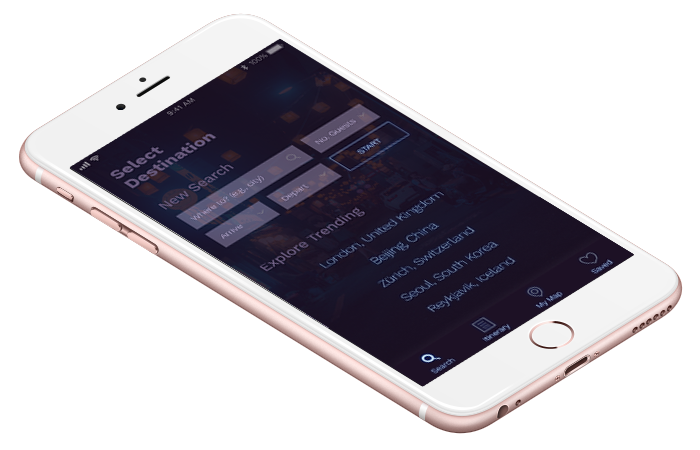 9:41 AM
100%
Select
Destination
New Search
Where to? (e.g., city)
Arrive
Depart
No. Guests
START
Explore Trending
London, United Kingdom
Beijing, China
Zürich, Switzerland
Seoul, South Korea
Reykjavik, Iceland
Search
Itinerary
My Map
Saved